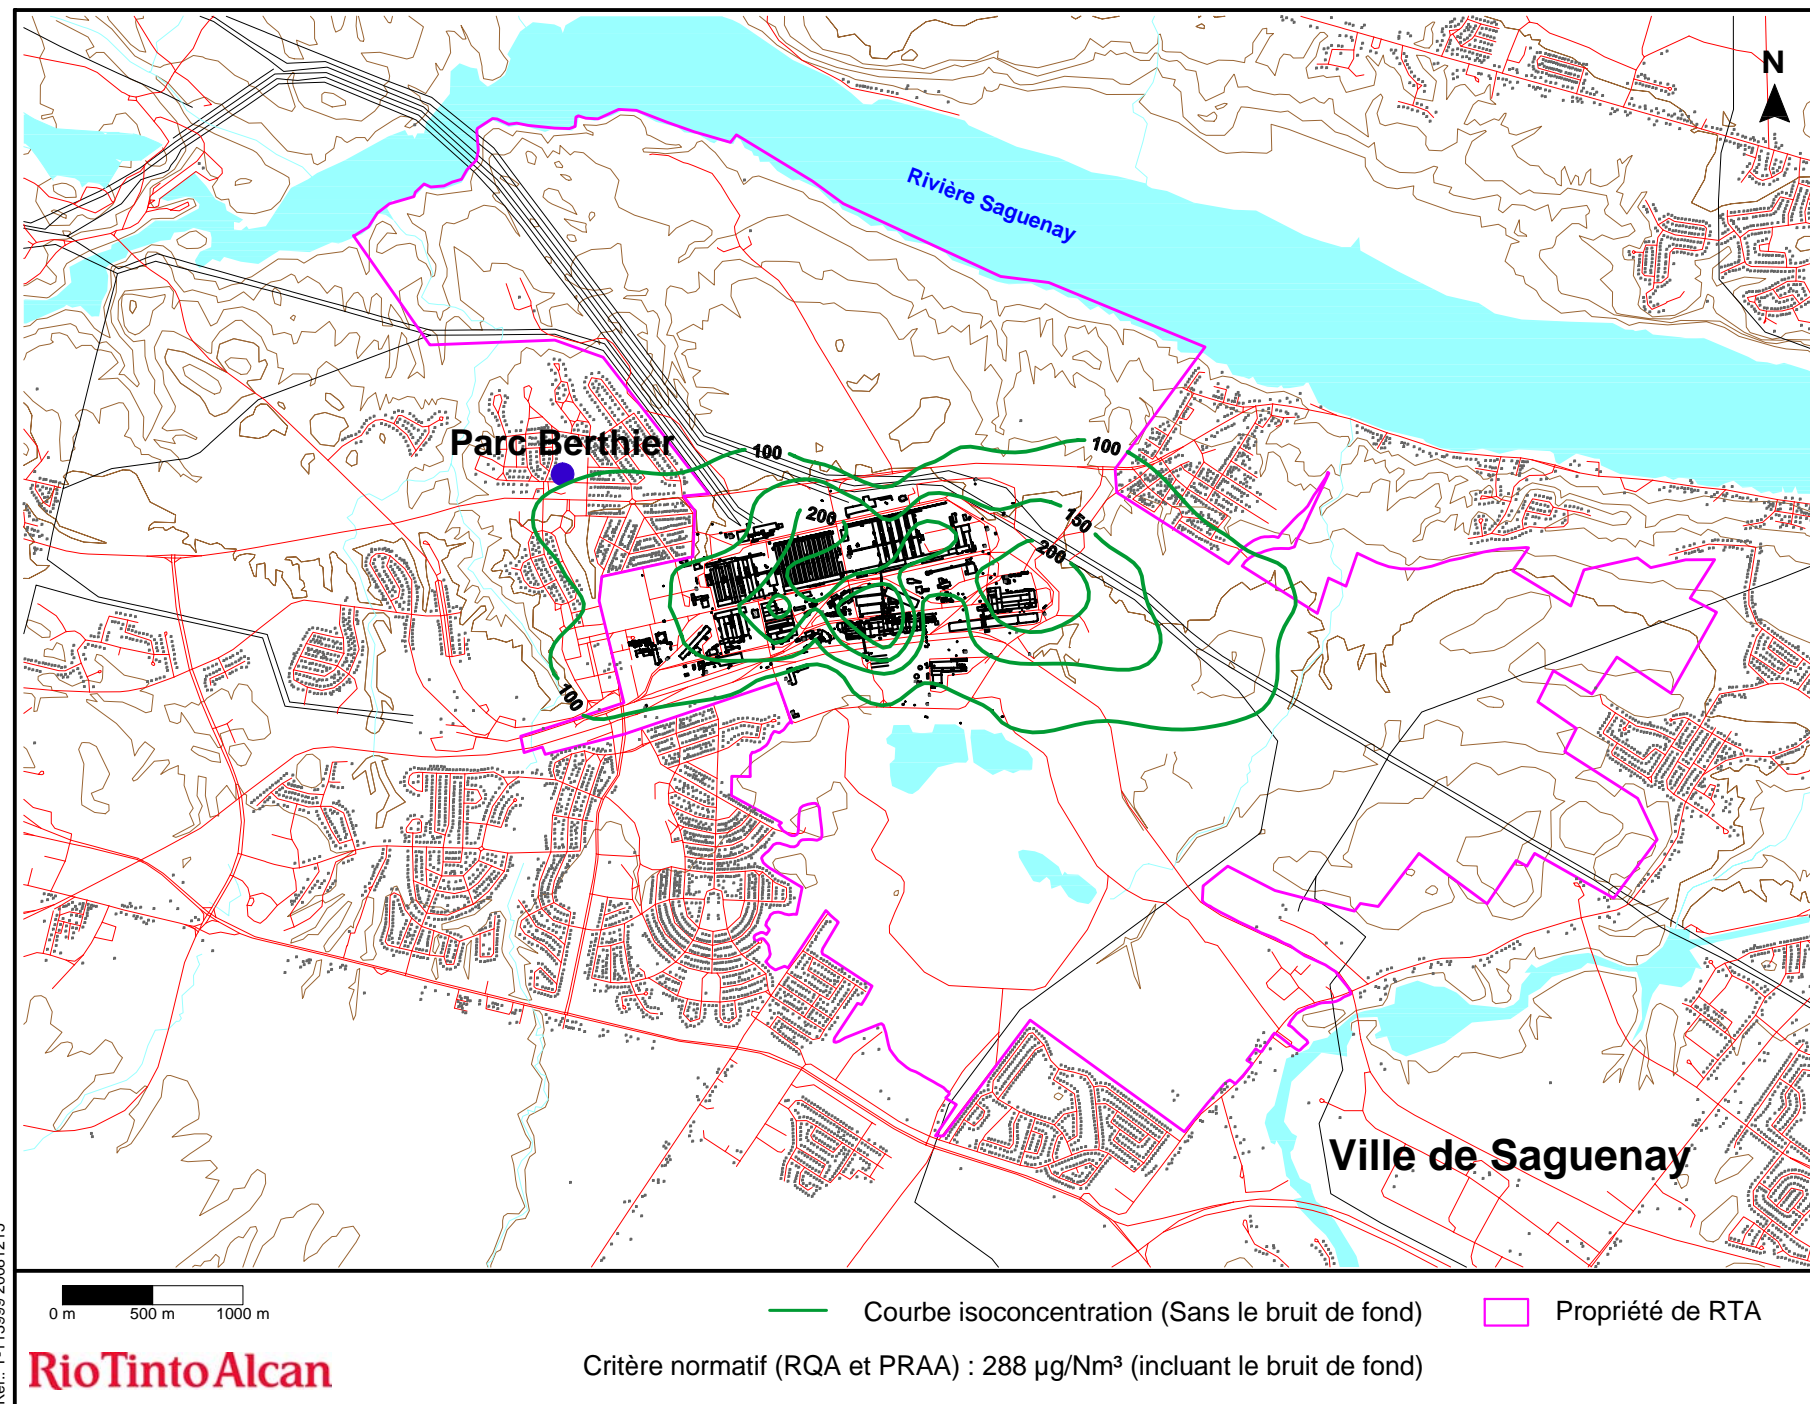 N
Rivière Saguenay
Parc Berthier
100
100
200
150
200
100
Ville de Saguenay
0 m 500 m 1000 m
Courbe isoconcentration (Sans le bruit de fond)
Propriété de RTA
RioTintoAlcan
Critère normatif (RQA et PRAA) : 288 µg/Nm³ (incluant le bruit de fond)